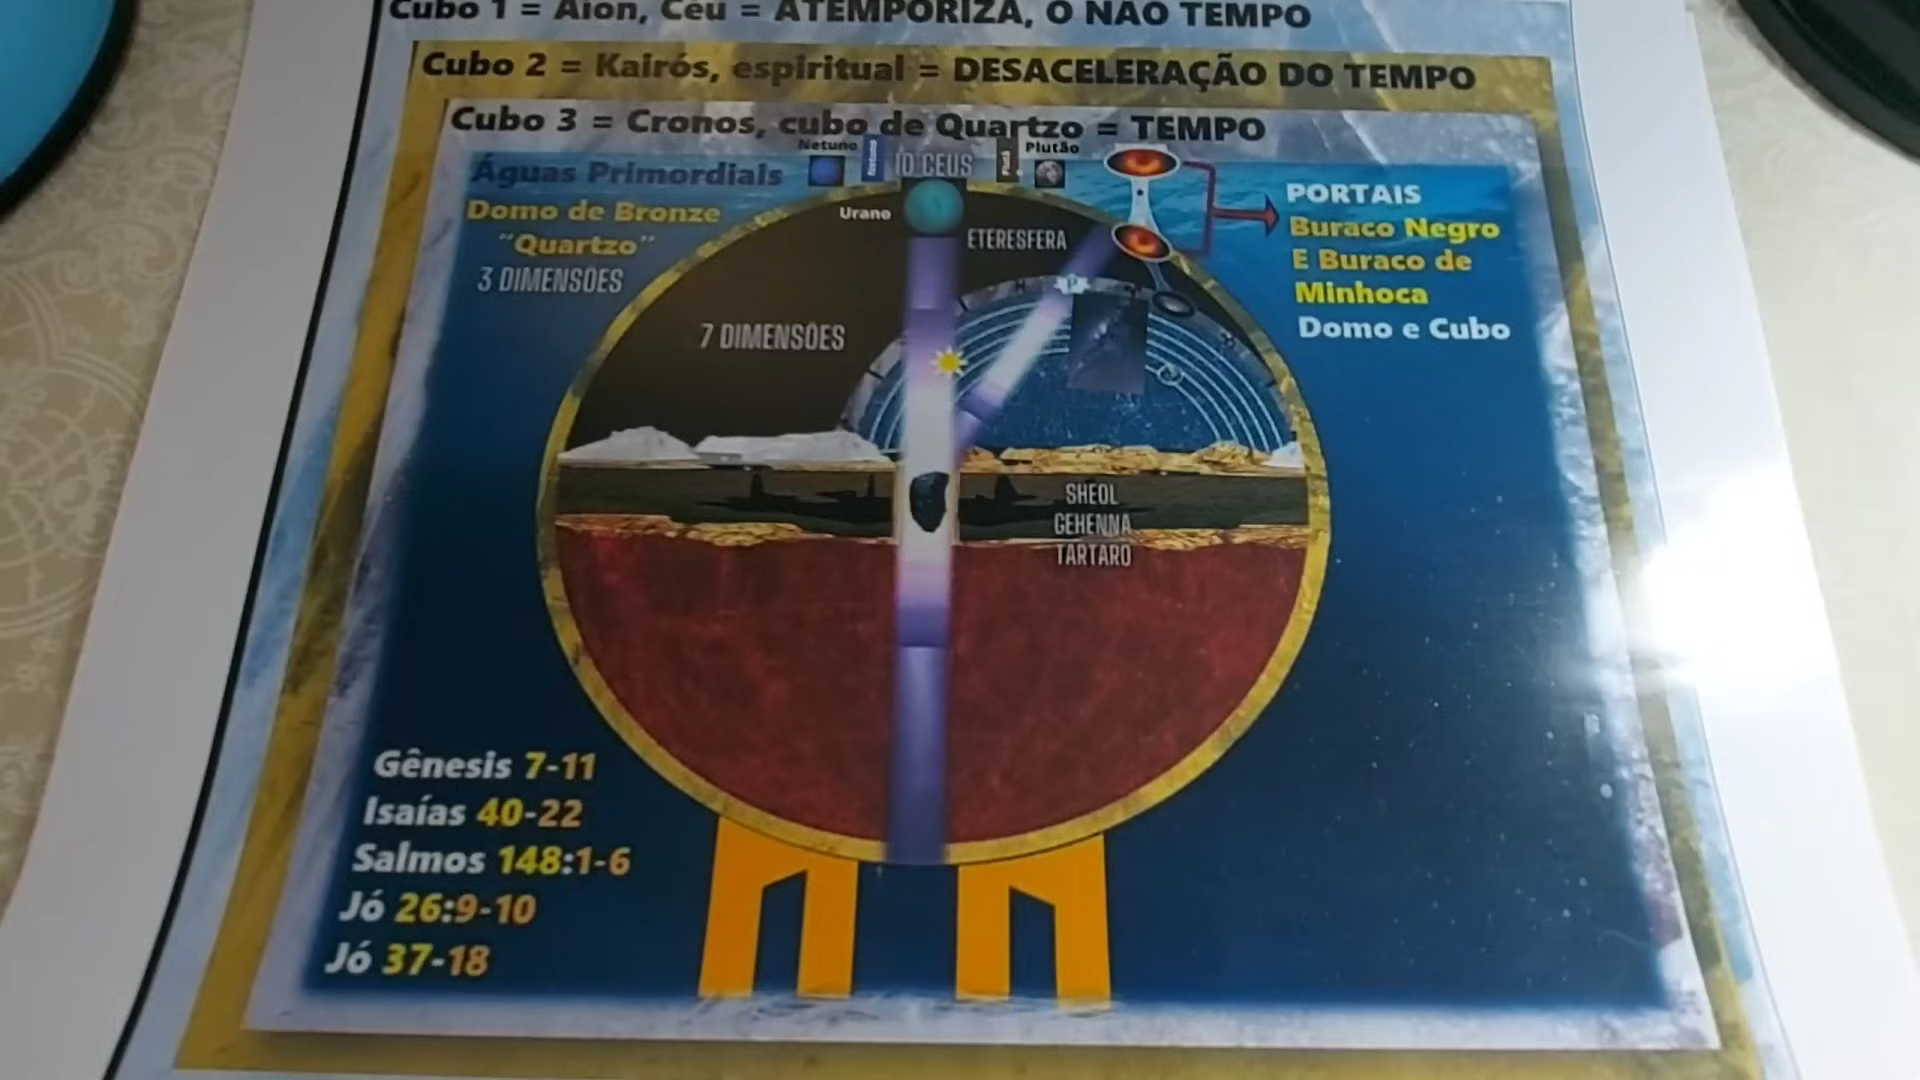 Cubo 1 = Aion, Céu = ATEMPORIZA, O NÃO TEMPO
Cubo 2 = Kairós, espiritual = DESACELERAÇÃO DO TEMPO
Cubo 3 = Cronos, cubo de Quartzo = TEMPO
Netuno
Plutão
10 CEUS
Águas Primordiais
Domo de Bronze
"Quartzo"
3 DIMENSÕES
Urano
ETERESFERA
PORTAIS
Buraco Negro
E Buraco de
Minhoca
Domo e Cubo
7 DIMENSÕES
SHEOL
GEHENNA
TARTARO
Gênesis 7-11
Isaías 40-22
Salmos 148:1-6
Jó 26:9-10
Jó 37-18